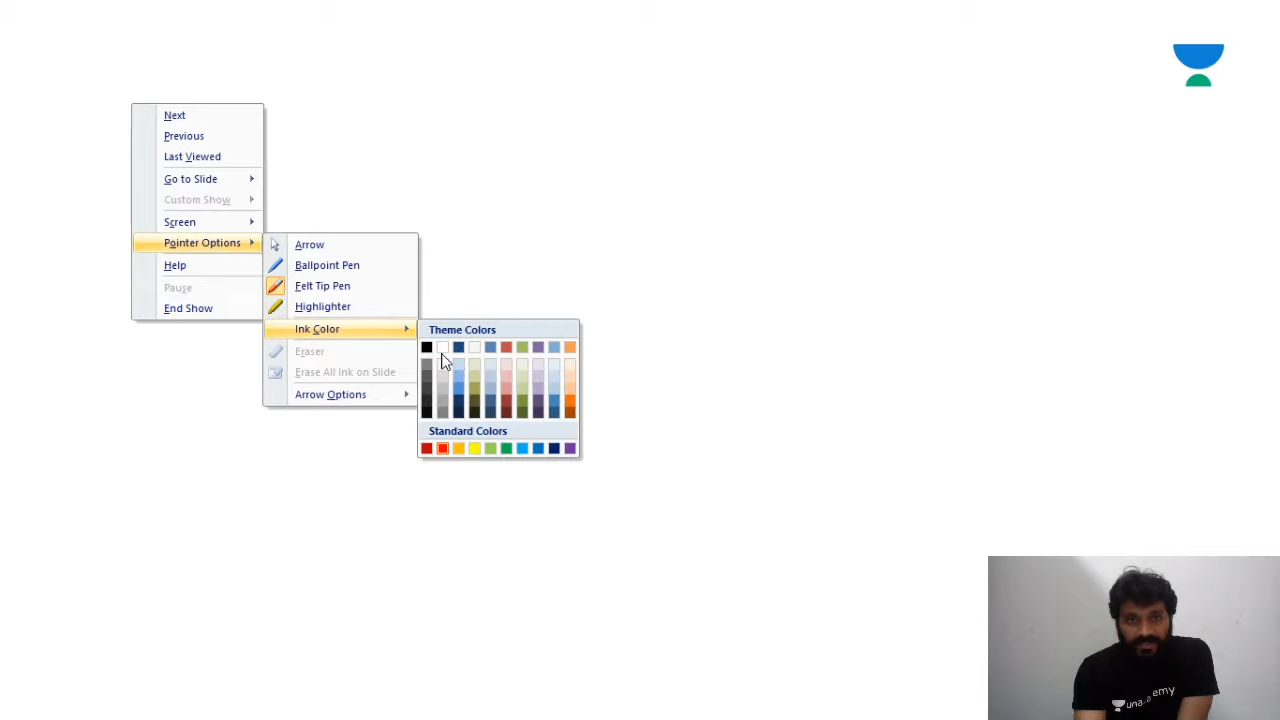 Next
Previous
Last Viewed
Go to Slide
Custom Show
Screen
Pointer Options
Help
Pause
End Show
Arrow
Ballpoint Pen
Felt Tip Pen
Highlighter
Ink Color
Eraser
Erase All Ink on Slide
Arrow Options
Theme Colors
Standard Colors